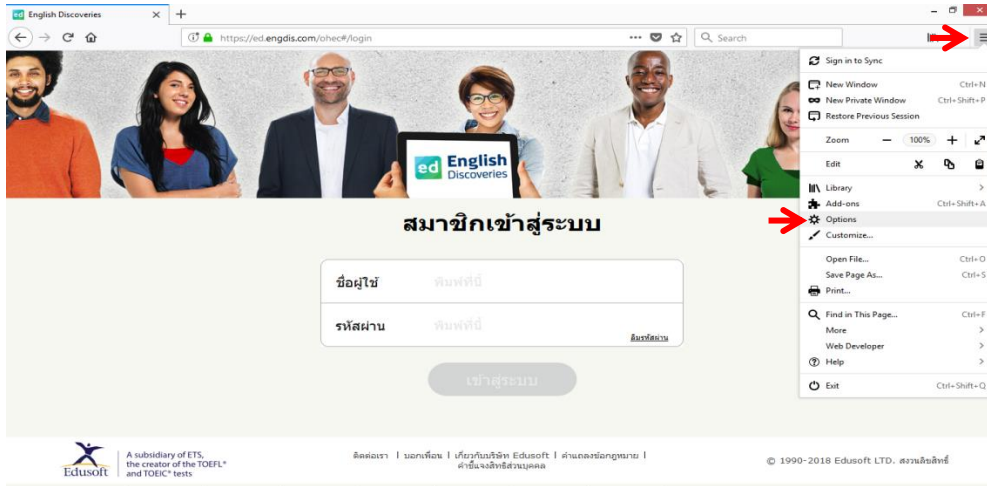 English Discoveries
https://ed.engdis.com/ohec#/login
Search
Sign in to Sync
New Window Ctrl+N
New Private Window Ctrl+Shift+P
Restore Previous Session
Zoom 100%
Edit
Library
Add-ons Ctrl+Shift+A
Options
Customize...
Open File... Ctrl+O
Save Page As... Ctrl+S
Print...
Find in This Page... Ctrl+F
More
Web Developer
Help
Exit Ctrl+Shift+Q
ed English
Discoveries
สมาชิกเข้าสู่ระบบ
ชื่อผู้ใช้ พิมพ์ที่นี่
รหัสผ่าน พิมพ์ที่นี่
ลืมรหัสผ่าน
เข้าสู่ระบบ
Edusoft
A subsidiary of ETS,
the creator of the TOEFL®
and TOEIC® tests
ติดต่อเรา | บอกเพื่อน | เกี่ยวกับบริษัท Edusoft | คำแถลงข้อกฎหมาย |
คำชี้แจงสิทธิส่วนบุคคล
© 1990-2018 Edusoft LTD. สงวนลิขสิทธิ์